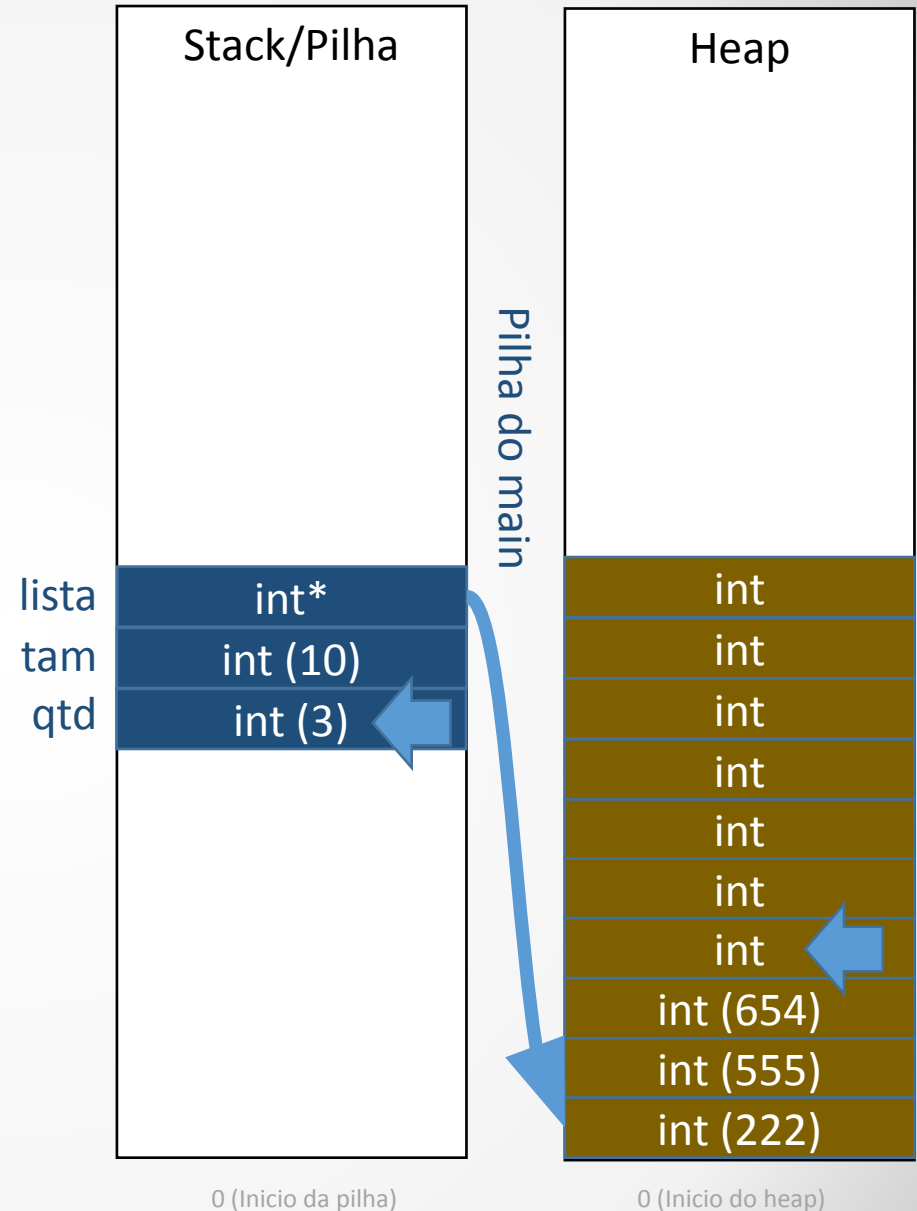 Stack/Pilha
Heap
Pilha do main
lista
int*
tam
int (10)
qtd
int (3)
int
int
int
int
int
int
int
int (654)
int (555)
int (222)
0 (Inicio da pilha)
0 (Inicio do heap)